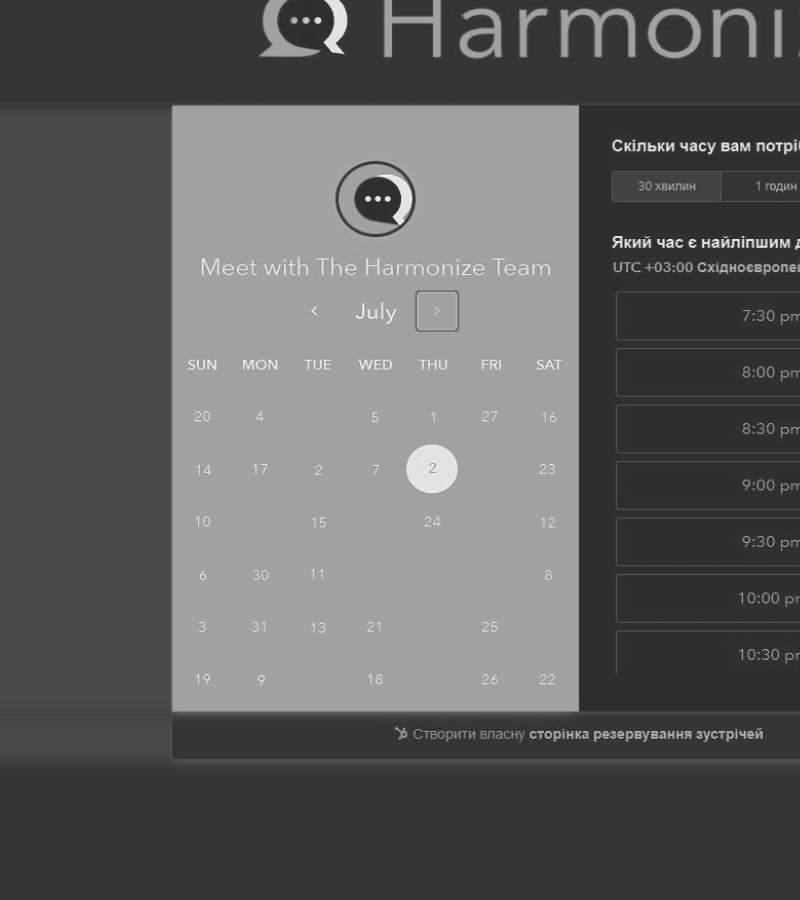 Harmoni
Meet with The Harmonize Team
July
SUN MON TUE WED THU FRI SAT
20 4 5 1 27 16
14 17 2 7 2 23
10 15 24 12
6 30 11 8
3 31 13 21 25
19 9 18 26 22
Скільки часу вам
30 хвилин 1 годин
Який час є найліпшим
UTC +03:00
7:30 pm
8:00 pm
8:30 pm
9:00 pm
9:30 pm
10:00 pm
10:30 pm
Створити власну сторінка резервування зустрічей